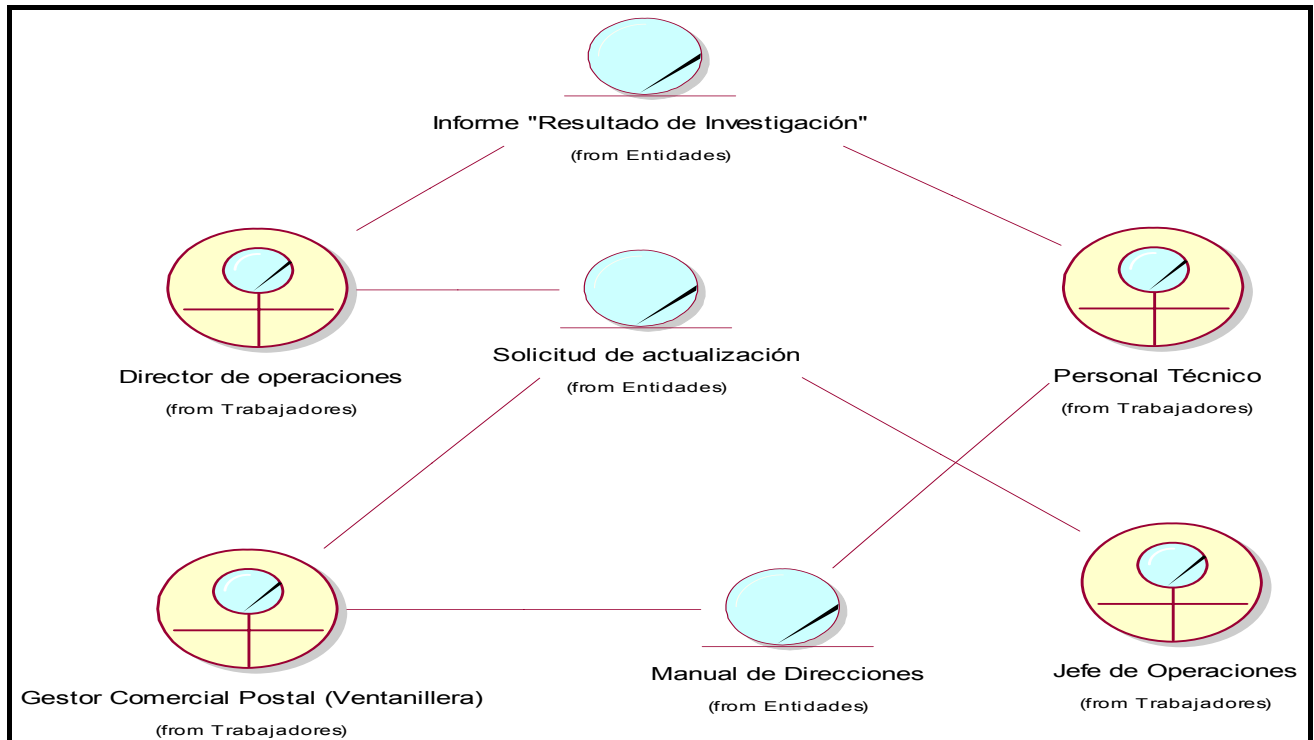 Informe "Resultado de Investigación"
(from Entidades)
Director de operaciones
(from Trabajadores)
Solicitud de actualización
(from Entidades)
Personal Técnico
(from Trabajadores)
Gestor Comercial Postal (Ventanillera)
(from Trabajadores)
Manual de Direcciones
(from Entidades)
Jefe de Operaciones
(from Trabajadores)